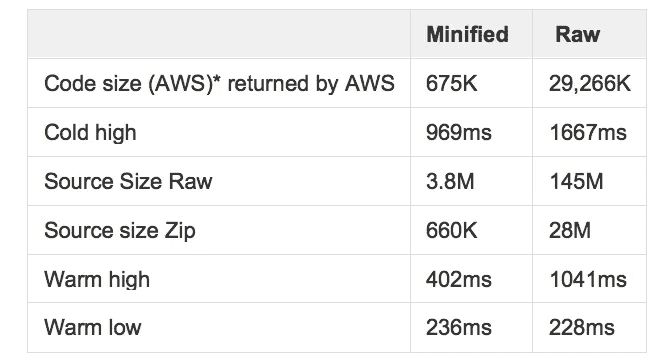 Minified Raw
Code size (AWS)* returned by AWS 675K 29,266K
Cold high 969ms 1667ms
Source Size Raw 3.8M 145M
Source size Zip 660K 28M
Warm high 402ms 1041ms
Warm low 236ms 228ms